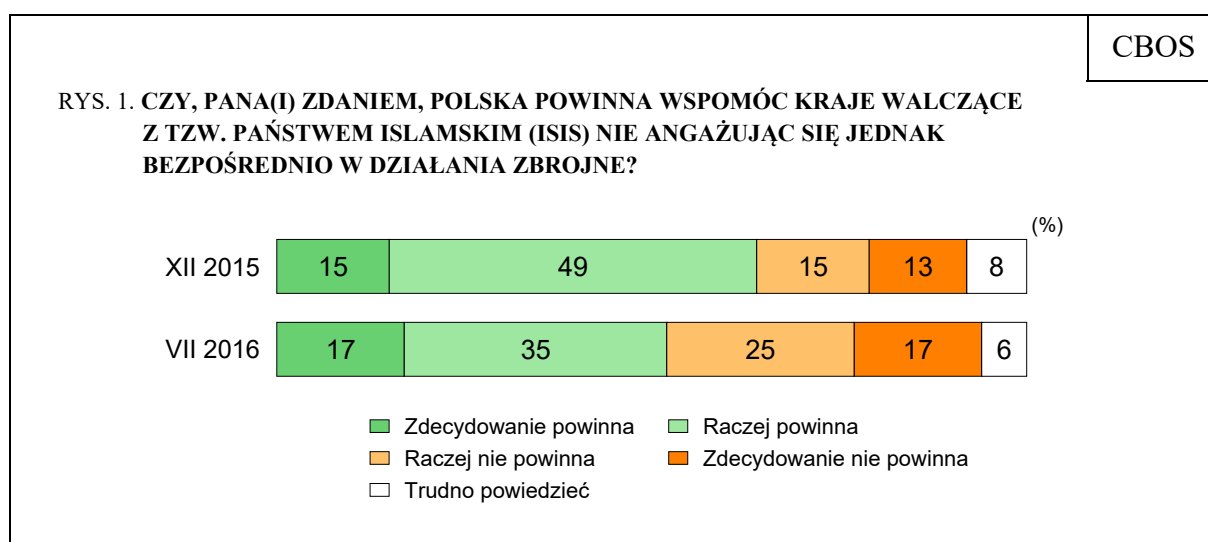 CBOS
RYS. 1. CZY, PANA(I) ZDANIEM, POLSKA POWINNA WSPOMÓC KRAJE WALCZĄCE
Z TZW. PAŃSTWEM ISLAMSKIM (ISIS) NIE ANGAŻUJĄC SIĘ JEDNAK
BEZPOŚREDNIO W DZIAŁANIA ZBROJNE?
(%)
XII 2015 15 49 15 13 8
VII 2016 17 35 25 17 6
Zdecydowanie powinna Raczej powinna
Raczej nie powinna Zdecydowanie nie powinna
Trudno powiedzieć